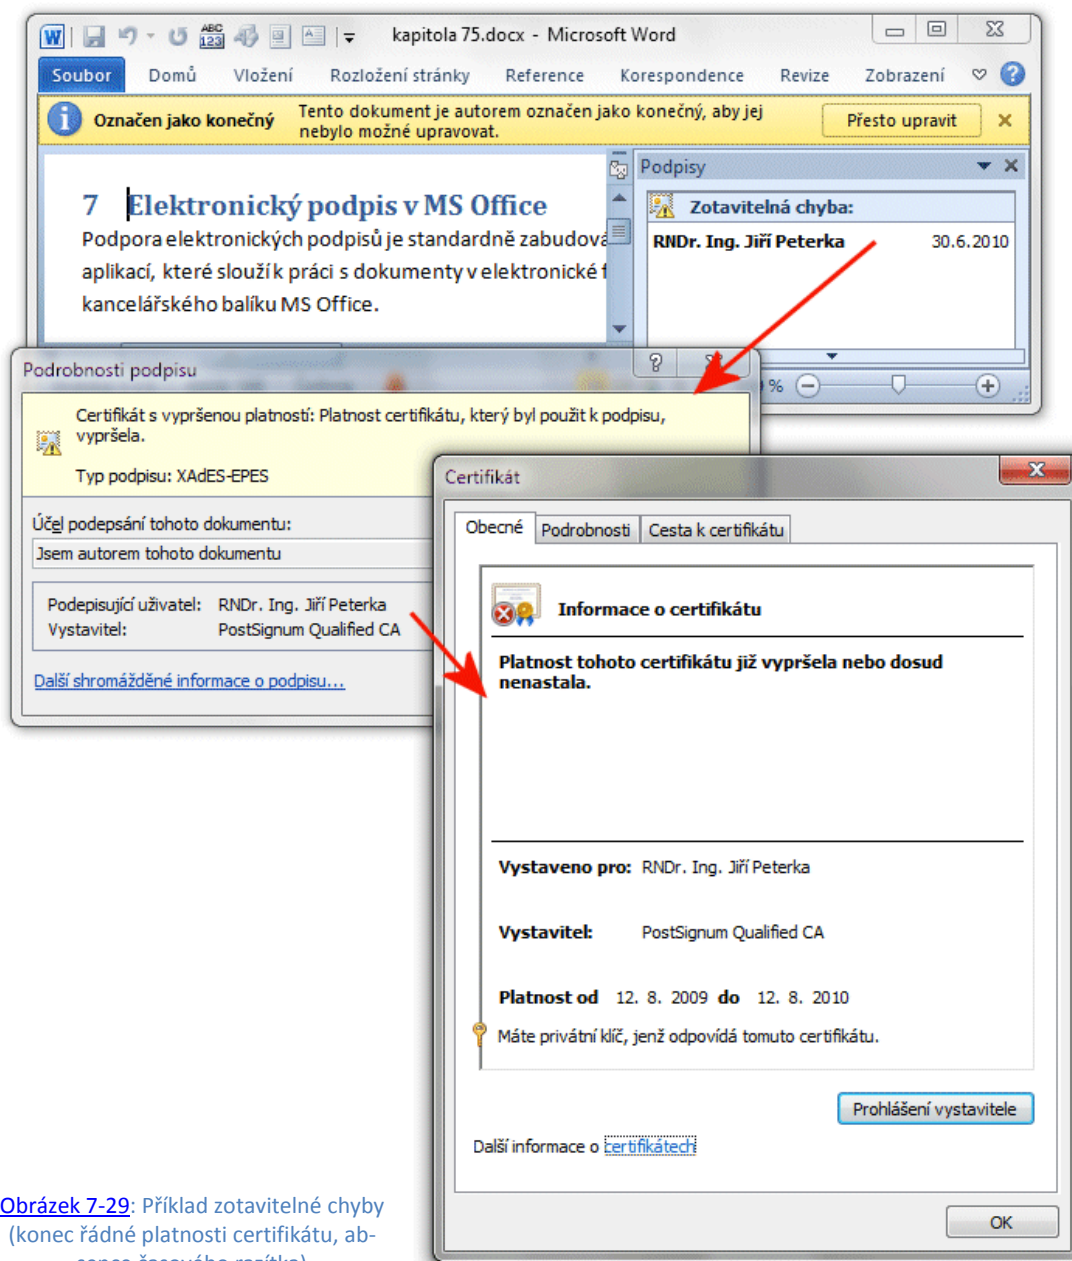 kapitola 75.docx - Microsoft Word
Soubor Domů Vložení Rozložení stránky Reference Korespondence Revize Zobrazení
Označen jako konečný
Tento dokument je autorem označen jako konečný, aby jej
nebylo možné upravovat.
Přesto upravit
7 Elektronický podpis v MS Office
Podpora elektronických podpisů je standardně zabudová
aplikací, které slouží k práci s dokumenty v elektronické f
kancelářského balíku MS Office.
Podpisy
Zotavitelná chyba:
RNDr. Ing. Jiří Peterka 30.6.2010
%
Podrobnosti podpisu
Certifikát s vypršenou platností: Platnost certifikátu, který byl použit k podpisu,
vypršela.
Typ podpisu: XAdES-EPES
Účel podepsání tohoto dokumentu:
Jsem autorem tohoto dokumentu
Podepisující uživatel: RNDr. Ing. Jiří Peterka
Vystavitel: PostSignum Qualified CA
Další shromážděné informace o podpisu...
Certifikát
Obecné Podrobnosti Cesta k certifikátu
Informace o certifikátu
Platnost tohoto certifikátu již vypršela nebo dosud
nenastala.
Vystaveno pro: RNDr. Ing. Jiří Peterka
Vystavitel: PostSignum Qualified CA
Platnost od 12. 8. 2009 do 12. 8. 2010
Máte privátní klíč, jenž odpovídá tomuto certifikátu.
Prohlášení vystavitele
Další informace o certifikátech
OK
Obrázek 7-29: Příklad zotavitelné chyby
(konec řádné platnosti certifikátu, ab-
sence časového razítka)